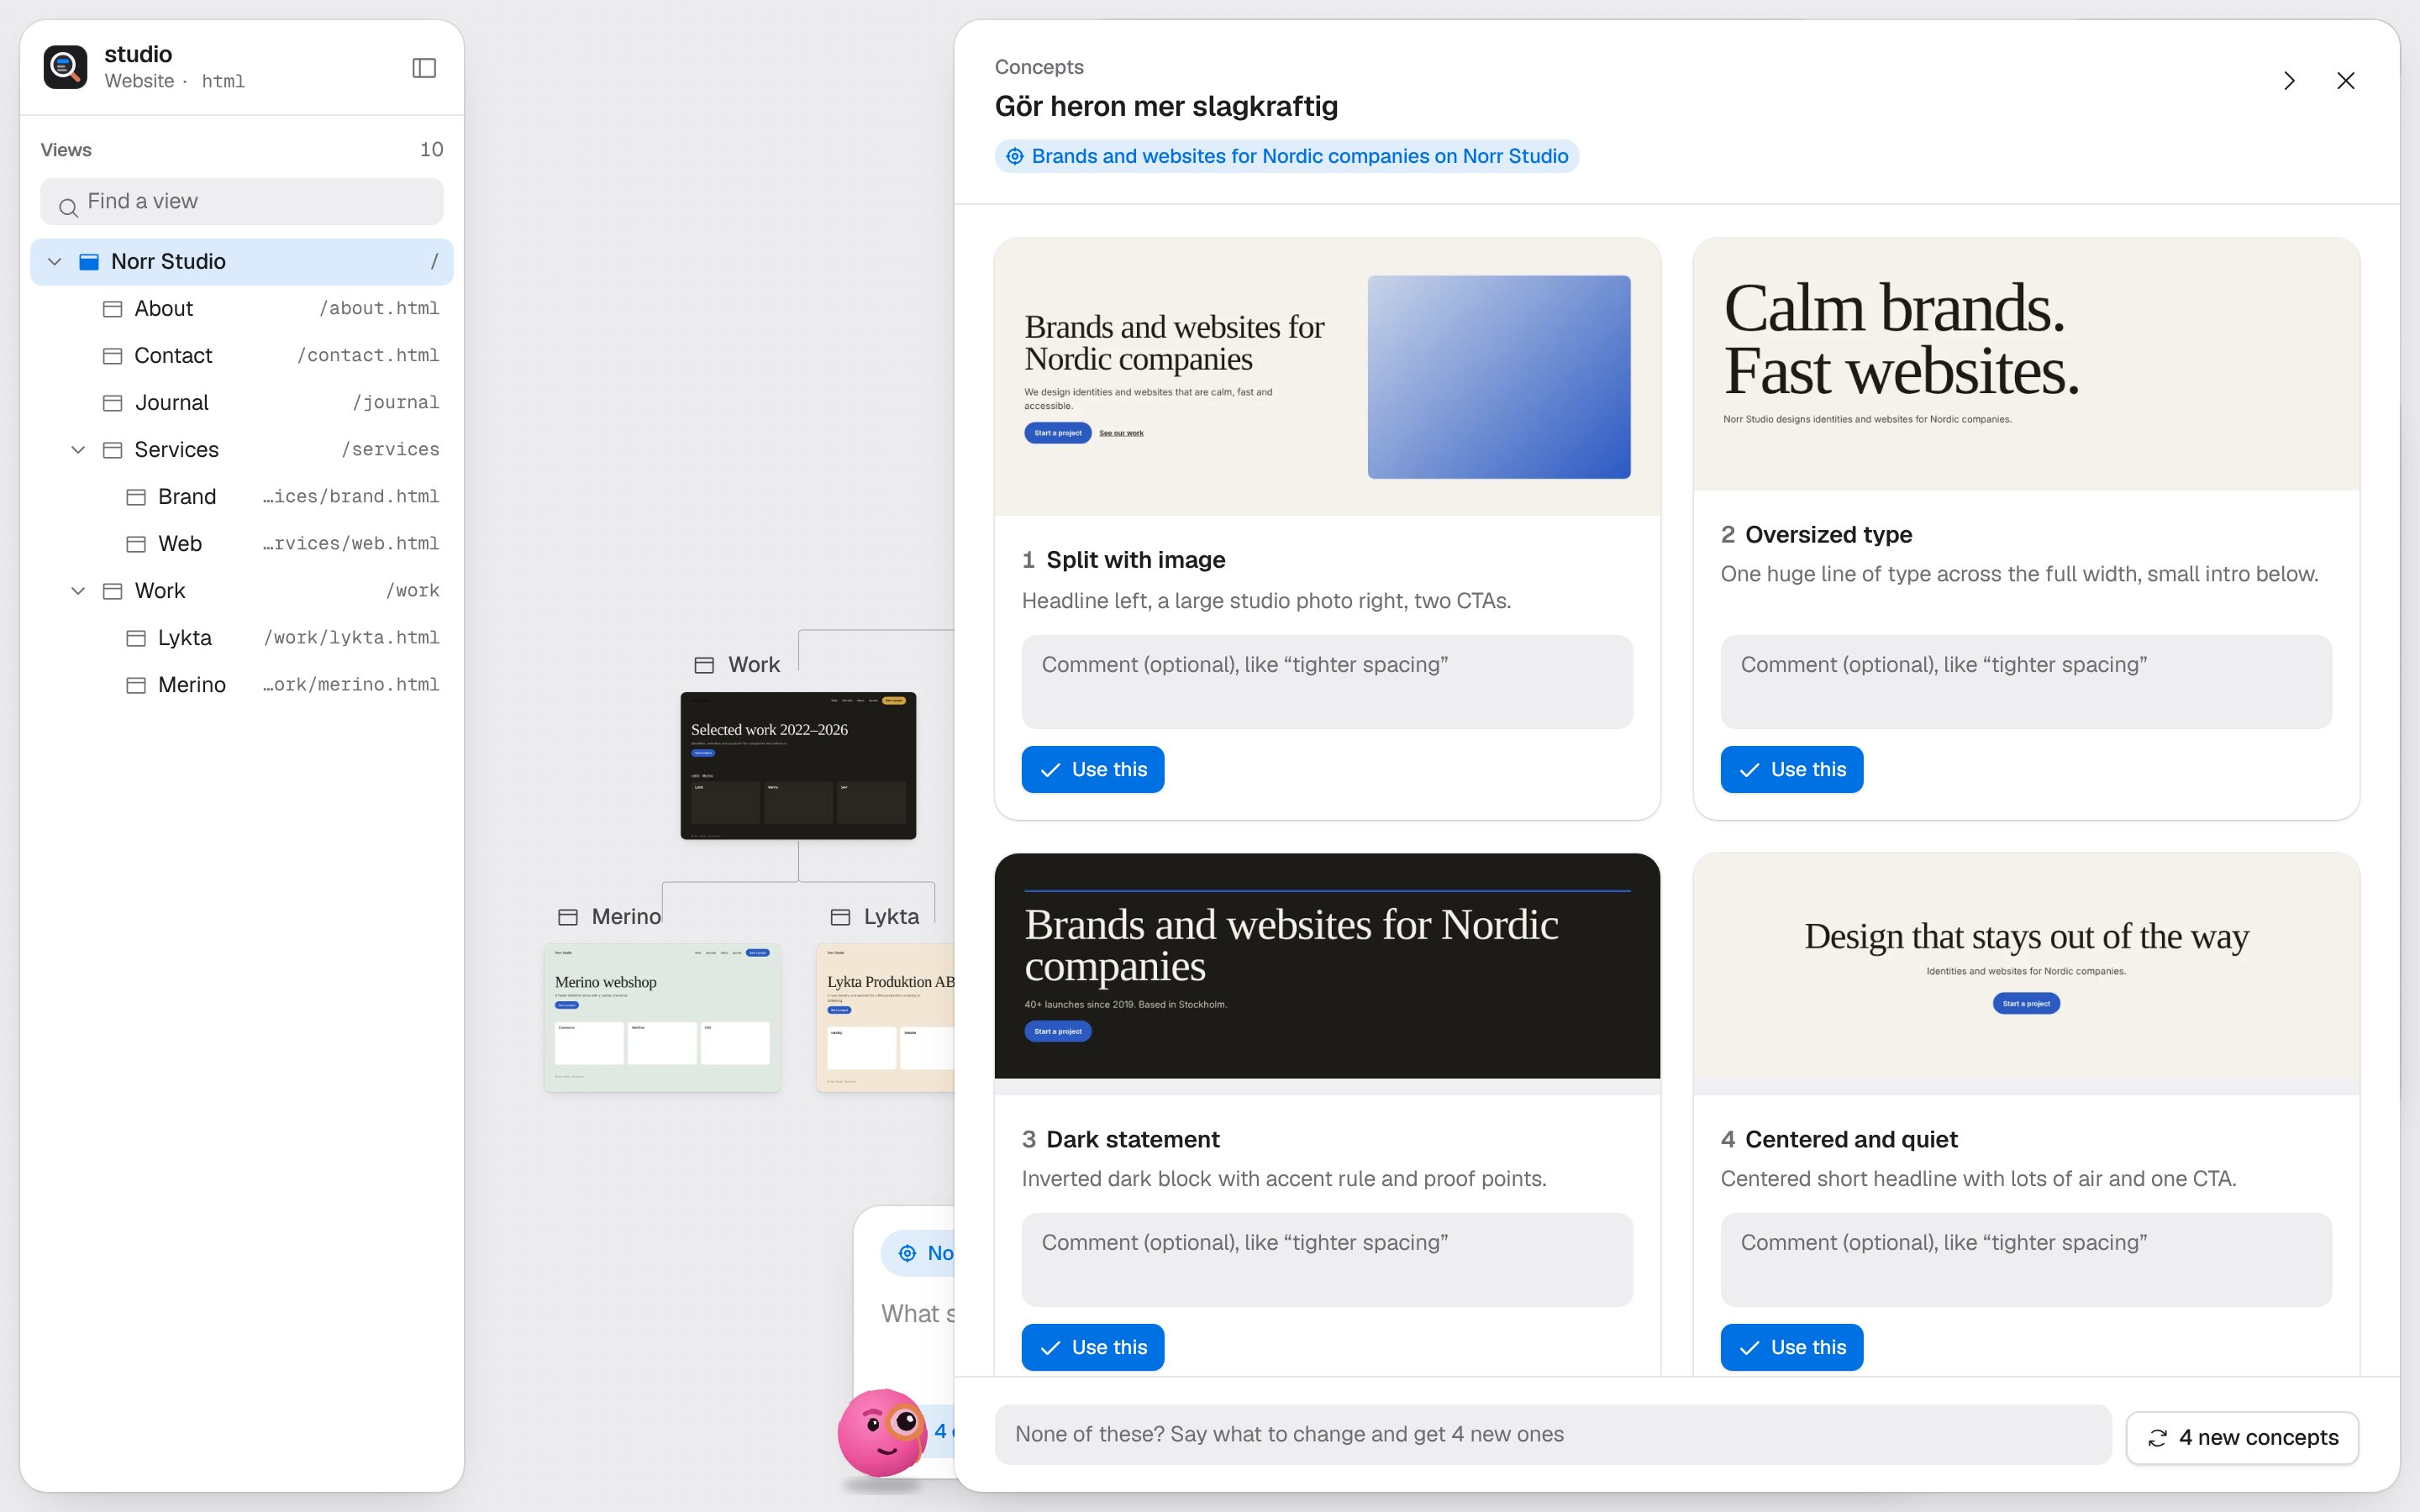 studio
Website · html
Views 10
Find a view
Norr Studio /
About /about.html
Contact /contact.html
Journal /journal
Services /services
Brand …ices/brand.html
Web …rvices/web.html
Work /work
Lykta /work/lykta.html
Merino …ork/merino.html
Work
Selected work 2022–2026
Merino
Lykta
Merino webshop
Lykta Produktion AB
No
What s
4
Concepts
Gör heron mer slagkraftig
Brands and websites for Nordic companies on Norr Studio
Brands and websites for
Nordic companies
We design identities and websites that are calm, fast and
accessible.
Start a project See our work
1 Split with image
Headline left, a large studio photo right, two CTAs.
Comment (optional), like “tighter spacing”
Use this
Calm brands.
Fast websites.
Norr Studio designs identities and websites for Nordic companies.
2 Oversized type
One huge line of type across the full width, small intro below.
Comment (optional), like “tighter spacing”
Use this
Brands and websites for Nordic
companies
40+ launches since 2019. Based in Stockholm.
Start a project
3 Dark statement
Inverted dark block with accent rule and proof points.
Comment (optional), like “tighter spacing”
Use this
Design that stays out of the way
Identities and websites for Nordic companies.
Start a project
4 Centered and quiet
Centered short headline with lots of air and one CTA.
Comment (optional), like “tighter spacing”
Use this
None of these? Say what to change and get 4 new ones
4 new concepts